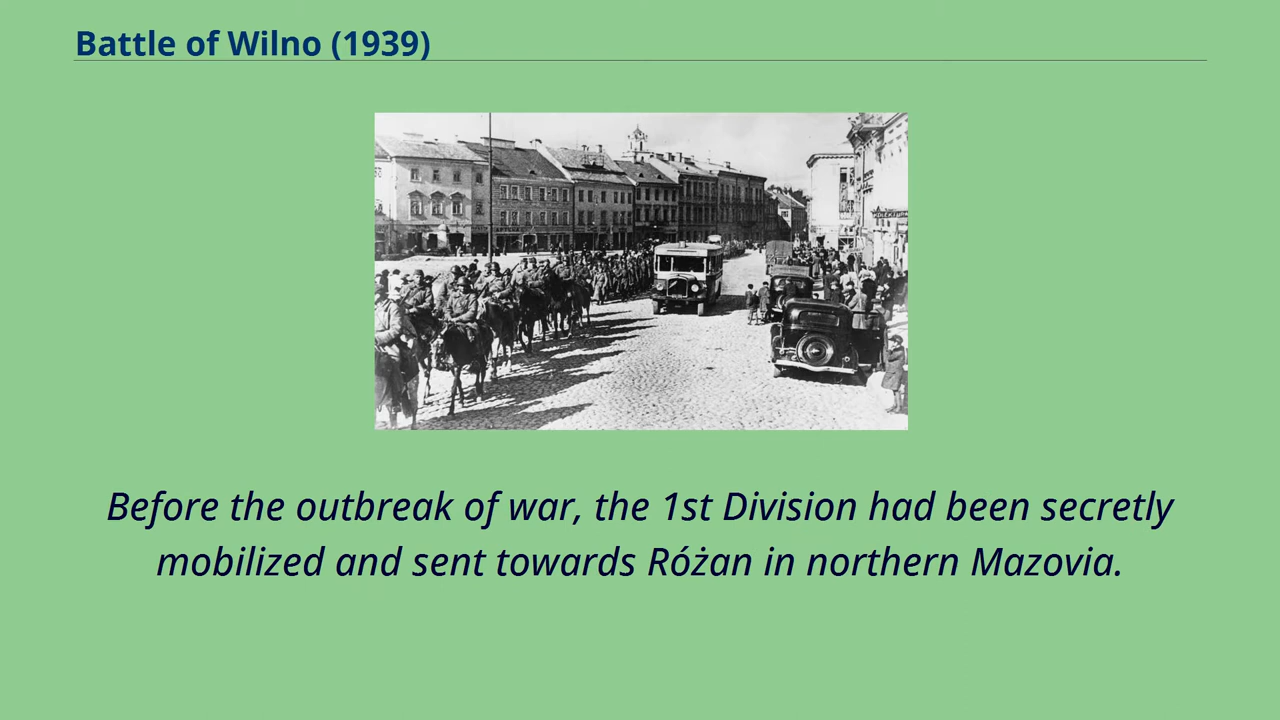 Battle of Wilno (1939)
Before the outbreak of war, the 1st Division had been secretly
mobilized and sent towards Różan in northern Mazovia.